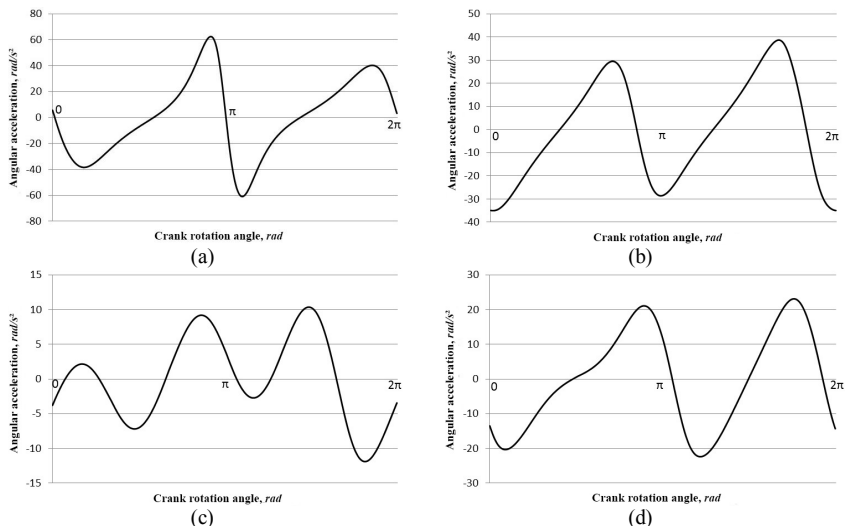 80
60
40
20
0
-20
-40
-60
-80
Angular acceleration, rad/s²
0
π
2π
Crank rotation angle, rad
(a)
50
40
30
20
10
0
-10
-20
-30
-40
Angular acceleration, rad/s²
0
π
2π
Crank rotation angle, rad
(b)
15
10
5
0
-5
-10
-15
Angular acceleration, rad/s²
0
π
2π
Crank rotation angle, rad
(c)
30
20
10
0
-10
-20
-30
Angular acceleration, rad/s²
0
π
2π
Crank rotation angle, rad
(d)